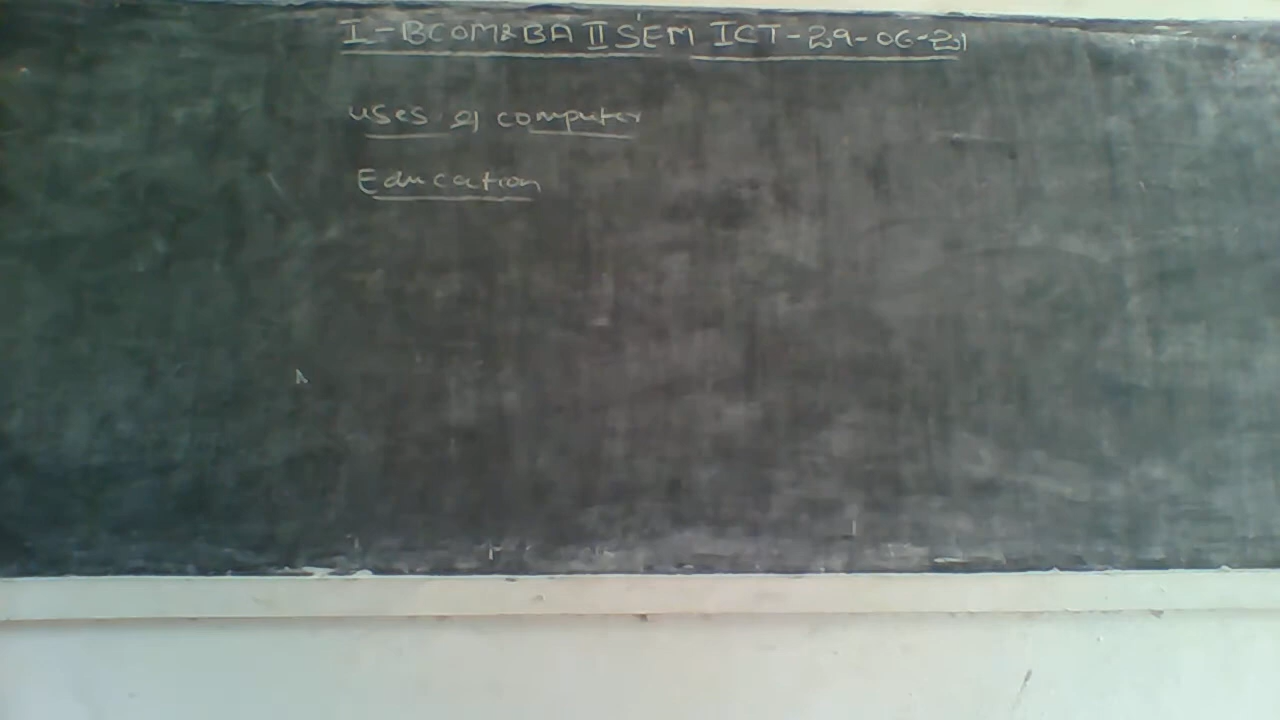 I-BCOM&BA II SEM ICT-29-06-21
uses of computer
Education